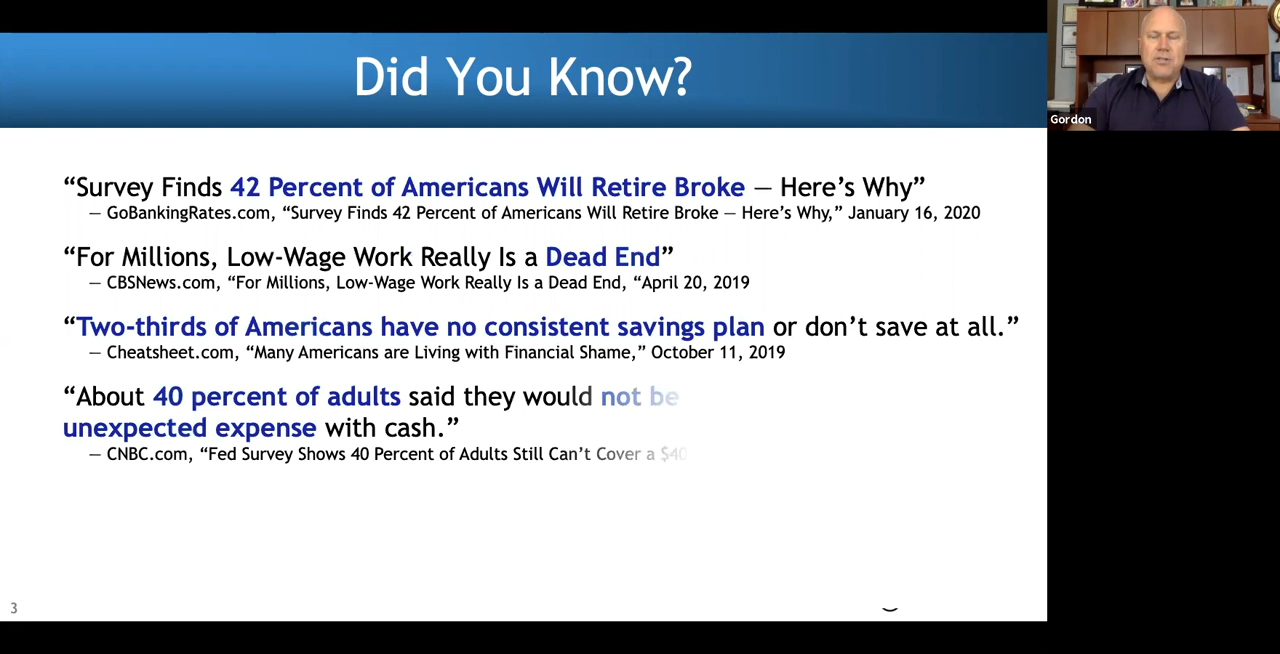 Did You Know?
Gordon
“Survey Finds 42 Percent of Americans Will Retire Broke — Here’s Why”
— GoBankingRates.com, “Survey Finds 42 Percent of Americans Will Retire Broke — Here’s Why,” January 16, 2020
“For Millions, Low-Wage Work Really Is a Dead End”
— CBSNews.com, “For Millions, Low-Wage Work Really Is a Dead End, “April 20, 2019
“Two-thirds of Americans have no consistent savings plan or don’t save at all.”
— Cheatsheet.com, “Many Americans are Living with Financial Shame,” October 11, 2019
“About 40 percent of adults said they would not be
unexpected expense with cash.”
— CNBC.com, “Fed Survey Shows 40 Percent of Adults Still Can’t Cover a $40
3